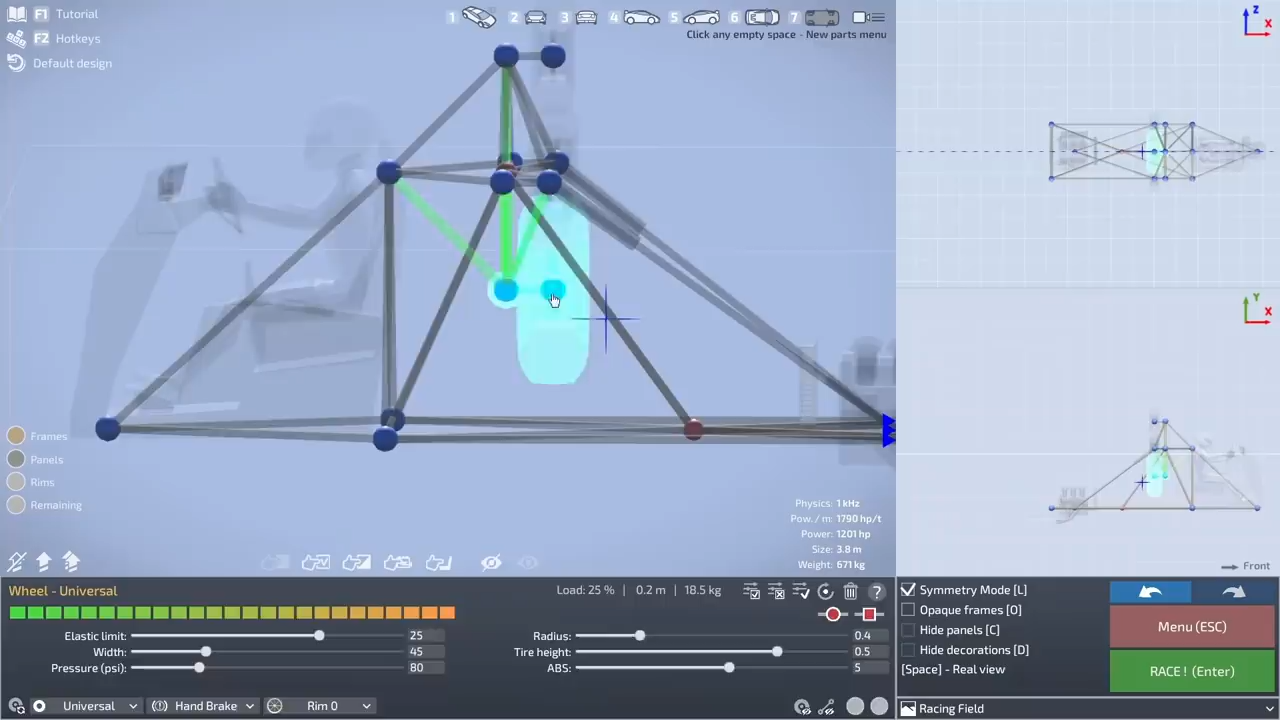 F1 Tutorial
F2 Hotkeys
Default design
1 2 3 4 5 6 7
Click any empty space - New parts menu
Z
X
Y
X
Frames
Panels
Rims
Remaining
Physics: 1 kHz
Pow./ m: 1790 hp/t
Power: 1201 hp
Size: 3.8 m
Weight: 671 kg
Front
Wheel - Universal
Load: 25 % | 0.2 m | 18.5 kg
?
Elastic limit: 25
Width: 45
Pressure (psi): 80
Radius: 0.4
Tire height: 0.5
ABS: 5
Universal
Hand Brake
Rim 0
Symmetry Mode [L]
Opaque frames [O]
Hide panels [C]
Hide decorations [D]
[Space] - Real view
Menu (ESC)
RACE ! (Enter)
Racing Field